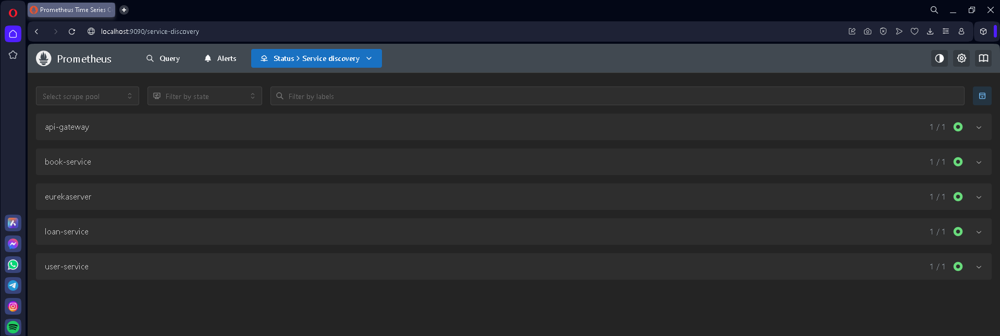 Prometheus Time Series C
localhost:9090/service-discovery
Prometheus
Query
Alerts
Status > Service discovery
Select scrape pool
Filter by state
Filter by labels
api-gateway
1 / 1
book-service
1 / 1
eurekaserver
1 / 1
loan-service
1 / 1
user-service
1 / 1